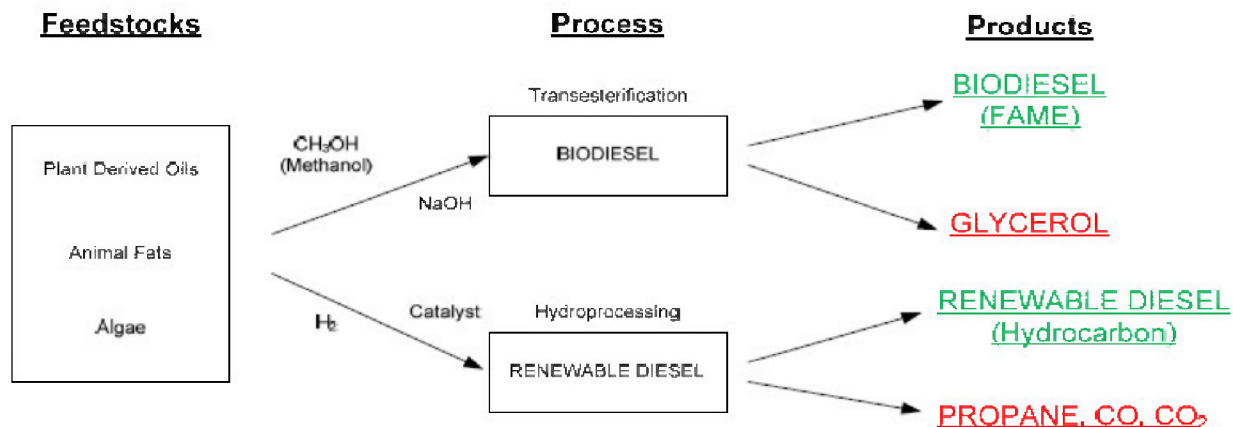 Feedstocks
Process
Products
Plant Derived Oils
Animal Fats
Algae
CH₃OH
(Methanol)
NaOH
H₂
Catalyst
Transesterification
BIODIESEL
Hydroprocessing
RENEWABLE DIESEL
BIODIESEL
(FAME)
GLYCEROL
RENEWABLE DIESEL
(Hydrocarbon)
PROPANE, CO, CO₂